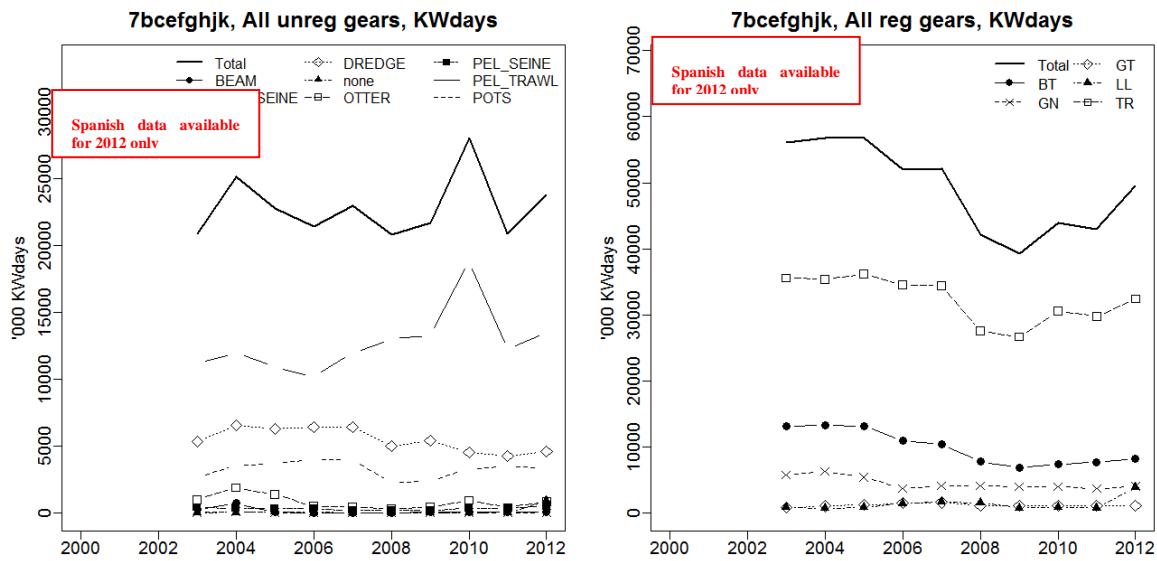 7bcefghjk, All unreg gears, KWdays
Total
BEAM
SEINE
DREDGE
none
OTTER
PEL_SEINE
PEL_TRAWL
POTS
Spanish data available
for 2012 only
'000 KWdays
30000
25000
20000
15000
10000
5000
0
2000 2002 2004 2006 2008 2010 2012
7bcefghjk, All reg gears, KWdays
Spanish data available
for 2012 only
Total
BT
GN
GT
LL
TR
'000 KWdays
70000
60000
50000
40000
30000
20000
10000
0
2000 2002 2004 2006 2008 2010 2012